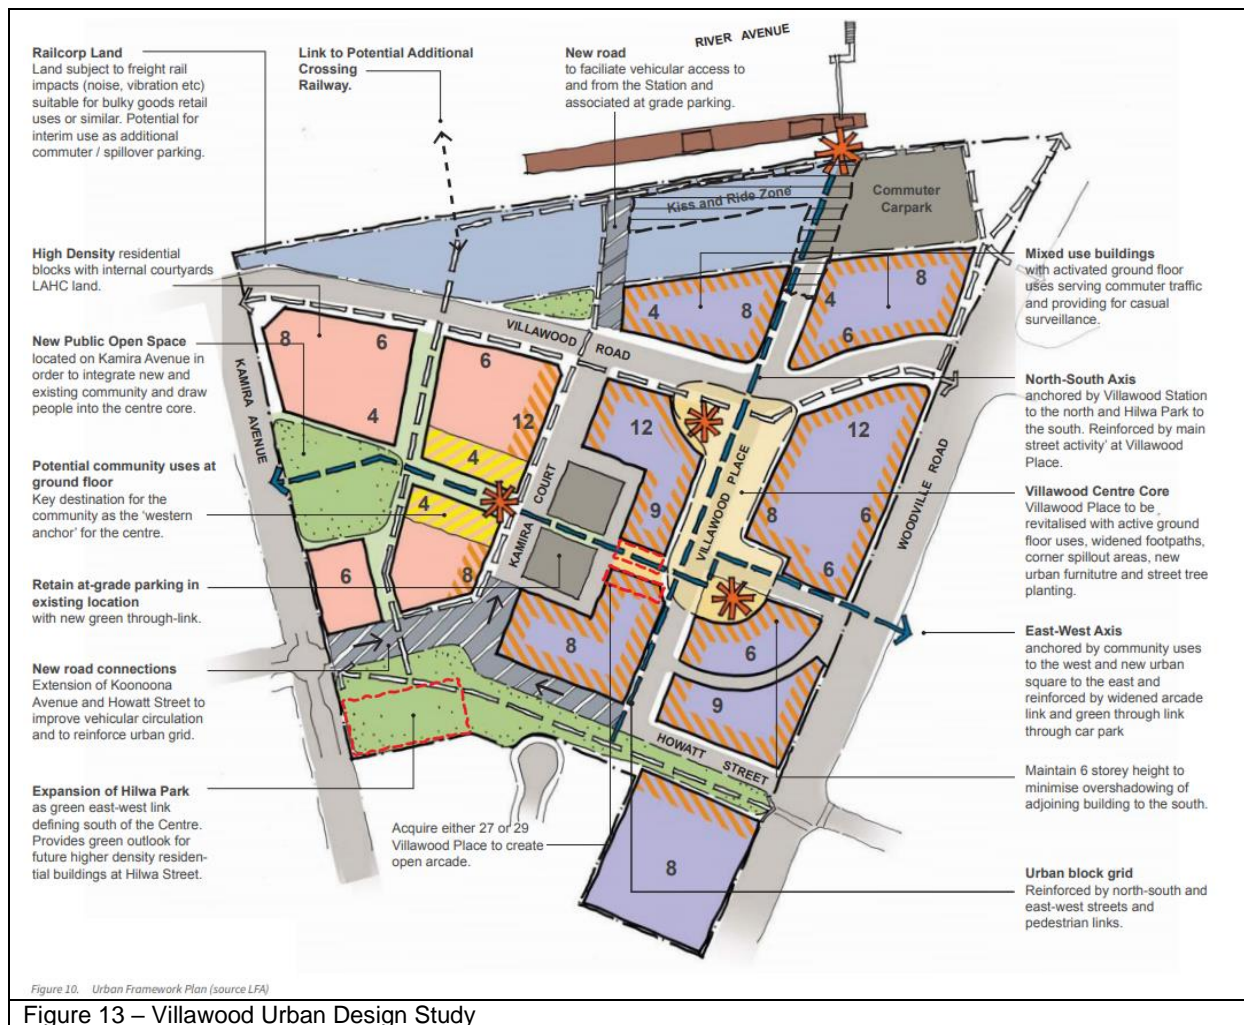 RIVER AVENUE
Railcorp Land
Land subject to freight rail
impacts (noise, vibration etc)
suitable for bulky goods retail
uses or similar. Potential for
interim use as additional
commuter / spillover parking.
Link to Potential Additional
Crossing
Railway.
New road
to faciliate vehicular access to
and from the Station and
associated at grade parking.
Kiss and Ride Zone
Commuter
Carpark
High Density residential
blocks with internal courtyards
LAHC land.
New Public Open Space
located on Kamira Avenue in
order to integrate new and
existing community and draw
people into the centre core.
Potential community uses at
ground floor
Key destination for the
community as the ‘western
anchor’ for the centre.
Retain at-grade parking in
existing location
with new green through-link.
New road connections
Extension of Koonoona
Avenue and Howatt Street to
improve vehicular circulation
and to reinforce urban grid.
Expansion of Hilwa Park
as green east-west link
defining south of the Centre.
Provides green outlook for
future higher density residen-
tial buildings at Hilwa Street.
8
6
4
6
12
4
4
8
6
KAMIRA AVENUE
VILLAWOOD ROAD
KAMIRA COURT
4
8
4
8
6
12
9
8
VILLAWOOD PLACE
12
8
6
6
6
9
WOODVILLE ROAD
HOWATT STREET
8
Acquire either 27 or 29
Villawood Place to create
open arcade.
Mixed use buildings
with activated ground floor
uses serving commuter traffic
and providing for casual
surveillance.
North-South Axis
anchored by Villawood Station
to the north and Hilwa Park to
the south. Reinforced by main
street activity’ at Villawood
Place.
Villawood Centre Core
Villawood Place to be
revitalised with active ground
floor uses, widened footpaths,
corner spillout areas, new
urban furnitutre and street tree
planting.
East-West Axis
anchored by community uses
to the west and new urban
square to the east and
reinforced by widened arcade
link and green through link
through car park
Maintain 6 storey height to
minimise overshadowing of
adjoining building to the south.
Urban block grid
Reinforced by north-south and
east-west streets and
pedestrian links.
Figure 10. Urban Framework Plan (source LFA)
Figure 13 – Villawood Urban Design Study